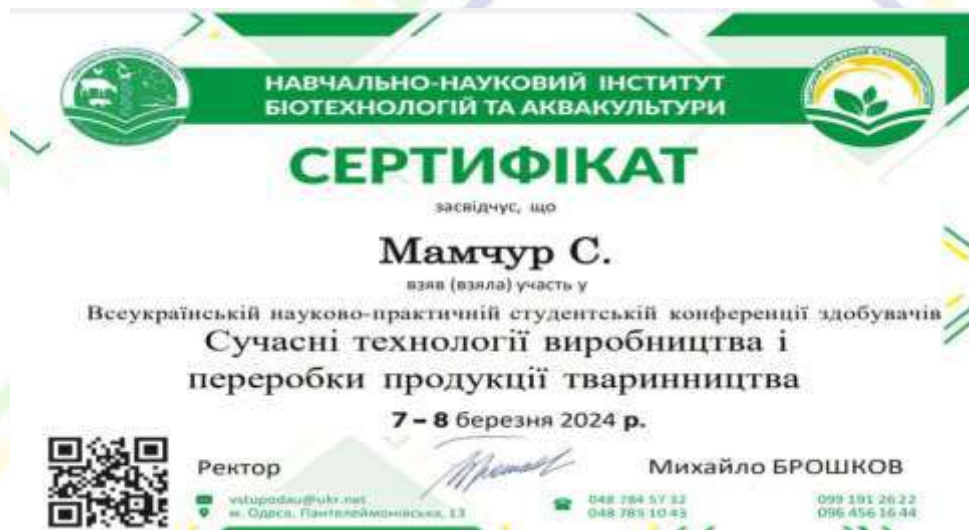 НАВЧАЛЬНО-НАУКОВИЙ ІНСТИТУТ
БІОТЕХНОЛОГІЙ ТА АКВАКУЛЬТУРИ
СЕРТИФІКАТ
засвідчує, що
Мамчур С.
взяв (взяла) участь у
Всеукраїнській науково-практичній студентській конференції здобувачів
Сучасні технології виробництва і
переробки продукції тваринництва
7 – 8 березня 2024 р.
Ректор
Михайло БРОШКОВ
vstupodau@ukr.net
м. Одеса, Пантелеймонівська, 13
048 784 57 32
048 785 10 43
099 191 26 22
096 456 16 44